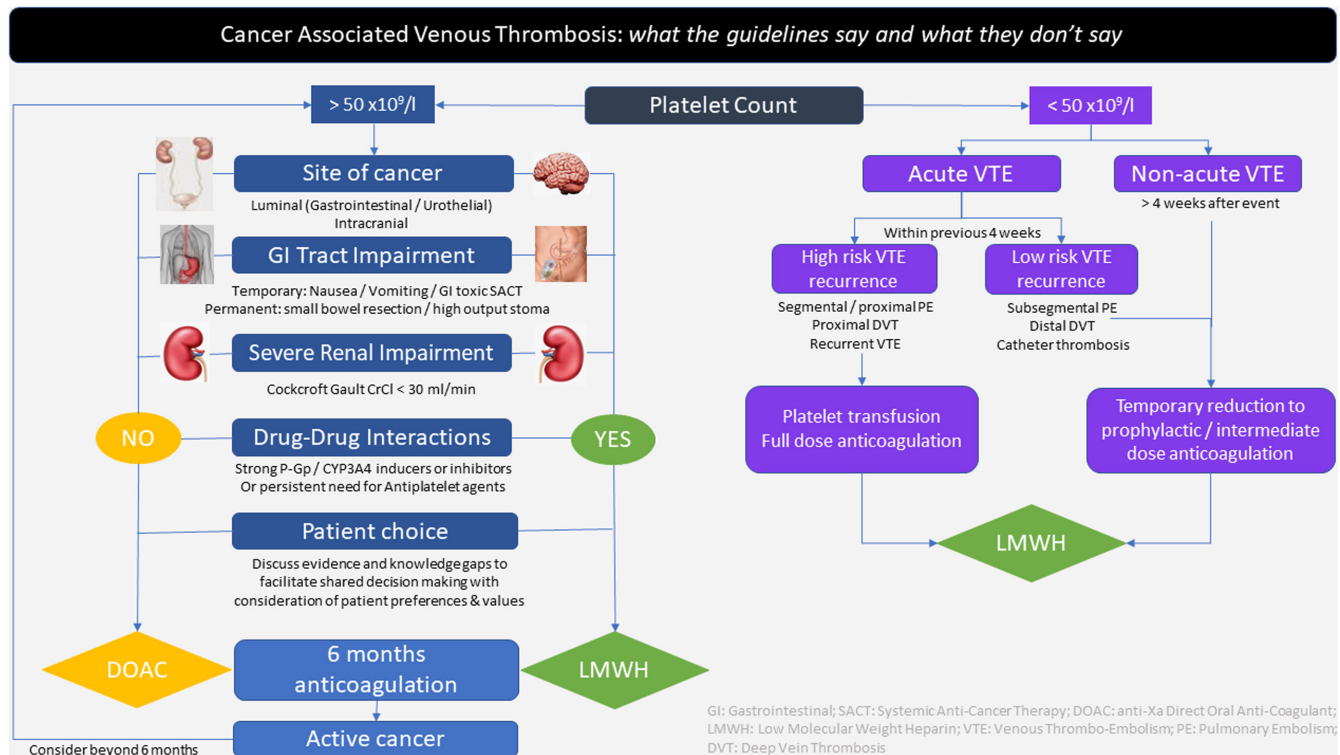 Cancer Associated Venous Thrombosis: what the guidelines say and what they don't say
> 50 x10⁹/l
Platelet Count
< 50 x10⁹/l
Site of cancer
Luminal (Gastrointestinal / Urothelial)
Intracranial
GI Tract Impairment
Temporary: Nausea / Vomiting / GI toxic SACT
Permanent: small bowel resection / high output stoma
Severe Renal Impairment
Cockcroft Gault CrCl < 30 ml/min
NO
Drug-Drug Interactions
YES
Strong P-Gp / CYP3A4 inducers or inhibitors
Or persistent need for Antiplatelet agents
Patient choice
Discuss evidence and knowledge gaps to
facilitate shared decision making with
consideration of patient preferences & values
DOAC
6 months
anticoagulation
LMWH
Active cancer
Consider beyond 6 months
Acute VTE
Non-acute VTE
> 4 weeks after event
Within previous 4 weeks
High risk VTE
recurrence
Low risk VTE
recurrence
Segmental / proximal PE
Proximal DVT
Recurrent VTE
Subsegmental PE
Distal DVT
Catheter thrombosis
Platelet transfusion
Full dose anticoagulation
Temporary reduction to
prophylactic / intermediate
dose anticoagulation
LMWH
GI: Gastrointestinal; SACT: Systemic Anti-Cancer Therapy; DOAC: anti-Xa Direct Oral Anti-Coagulant;
LMWH: Low Molecular Weight Heparin; VTE: Venous Thrombo-Embolism; PE: Pulmonary Embolism;
DVT: Deep Vein Thrombosis